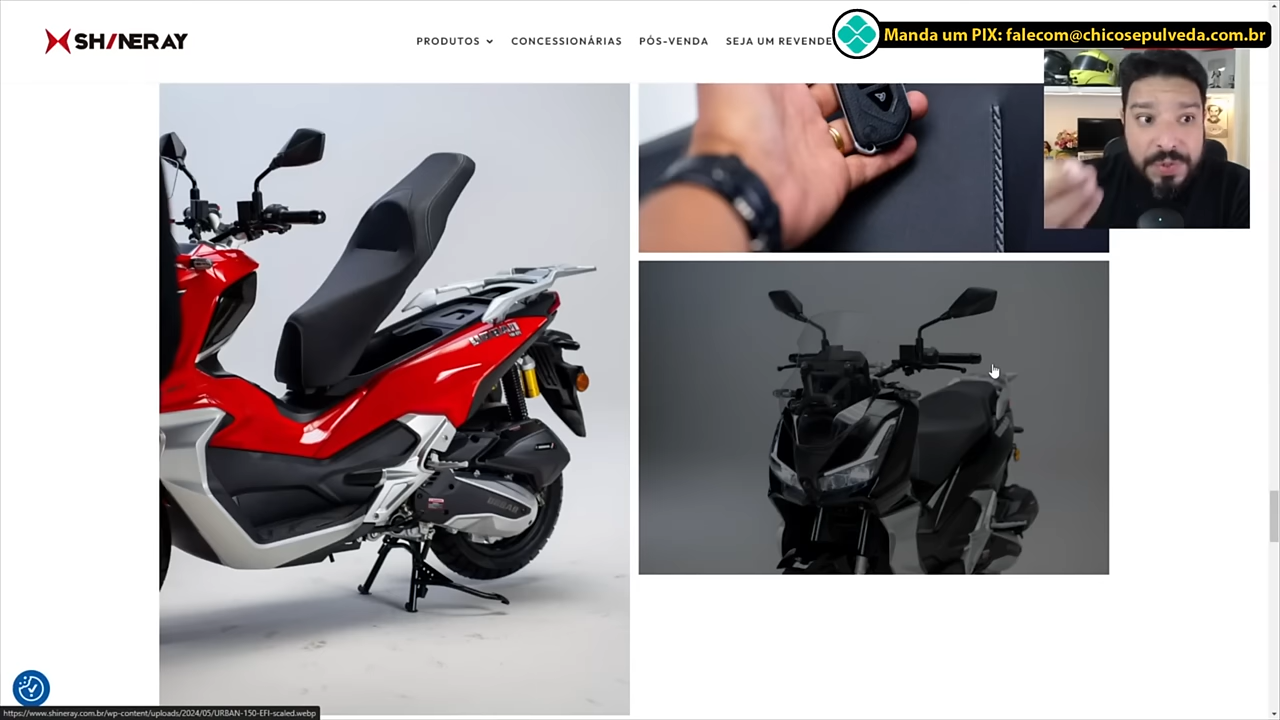 SHINERAY
PRODUTOS
CONCESSIONÁRIAS
PÓS-VENDA
SEJA UM REVENDE
Manda um PIX: falecom@chicosepulveda.com.br
URBAN
https://www.shineray.com.br/wp-content/uploads/2024/05/URBAN-150-EFI-scaled.webp